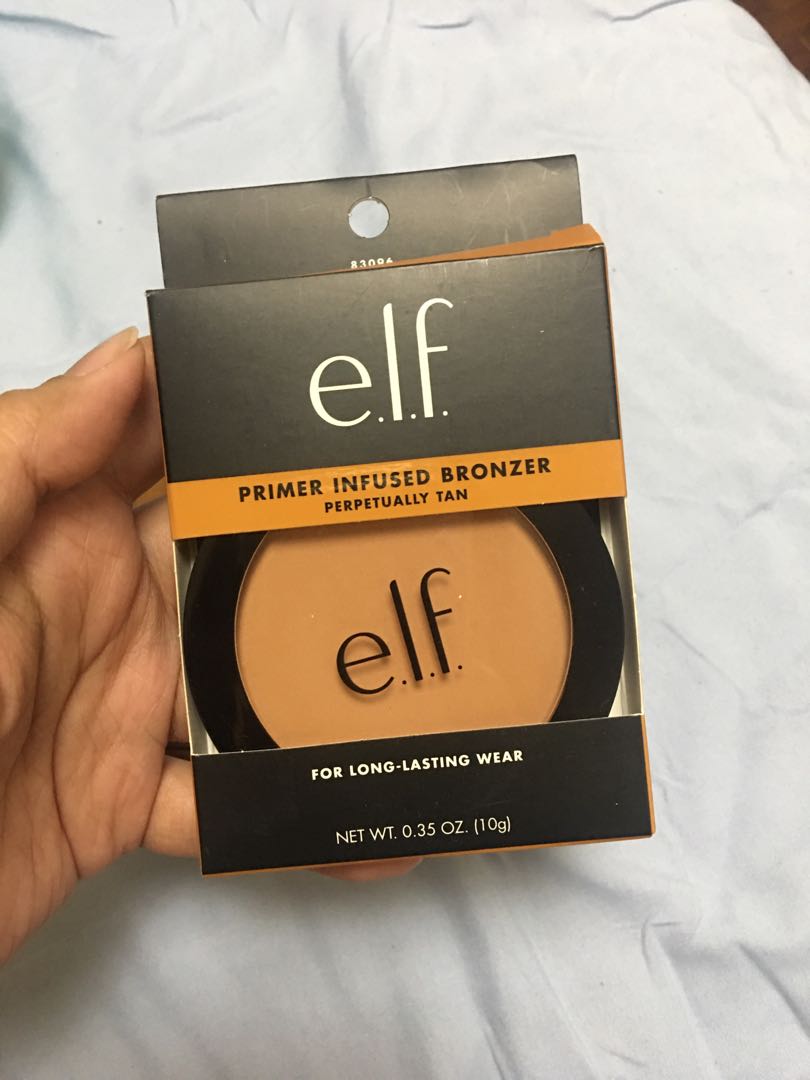 83096
e.l.f.
PRIMER INFUSED BRONZER
PERPETUALLY TAN
e.l.f.
FOR LONG-LASTING WEAR
NET WT. 0.35 OZ. (10g)